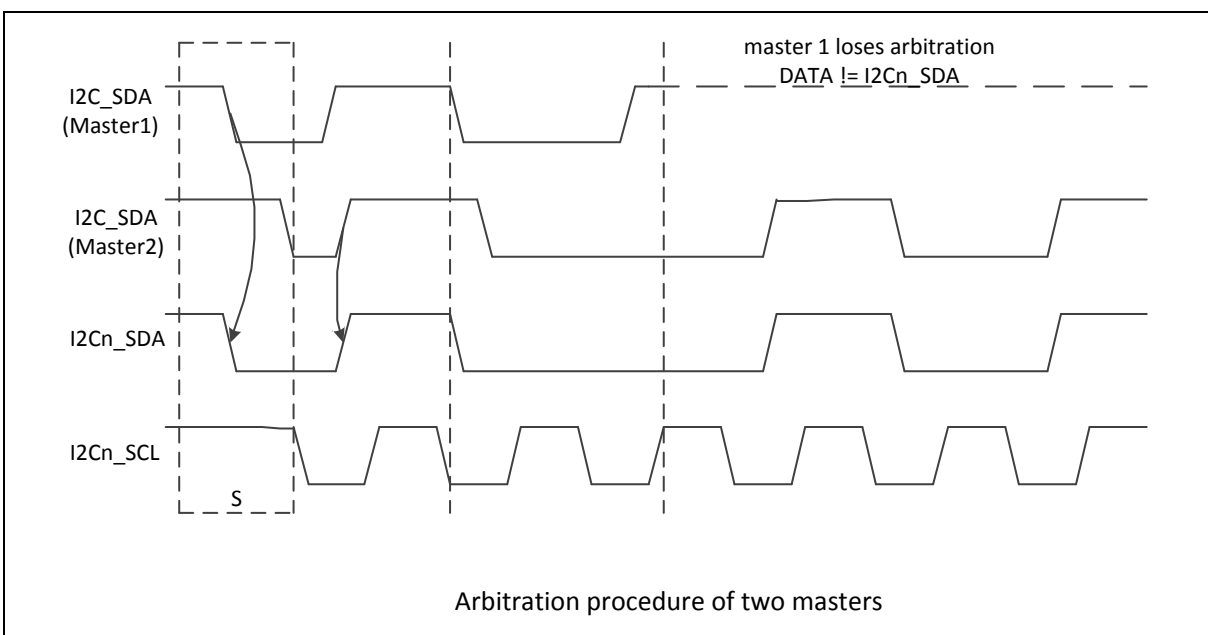 master 1 loses arbitration
DATA != I2Cn_SDA
I2C_SDA
(Master1)
I2C_SDA
(Master2)
I2Cn_SDA
I2Cn_SCL
S
Arbitration procedure of two masters